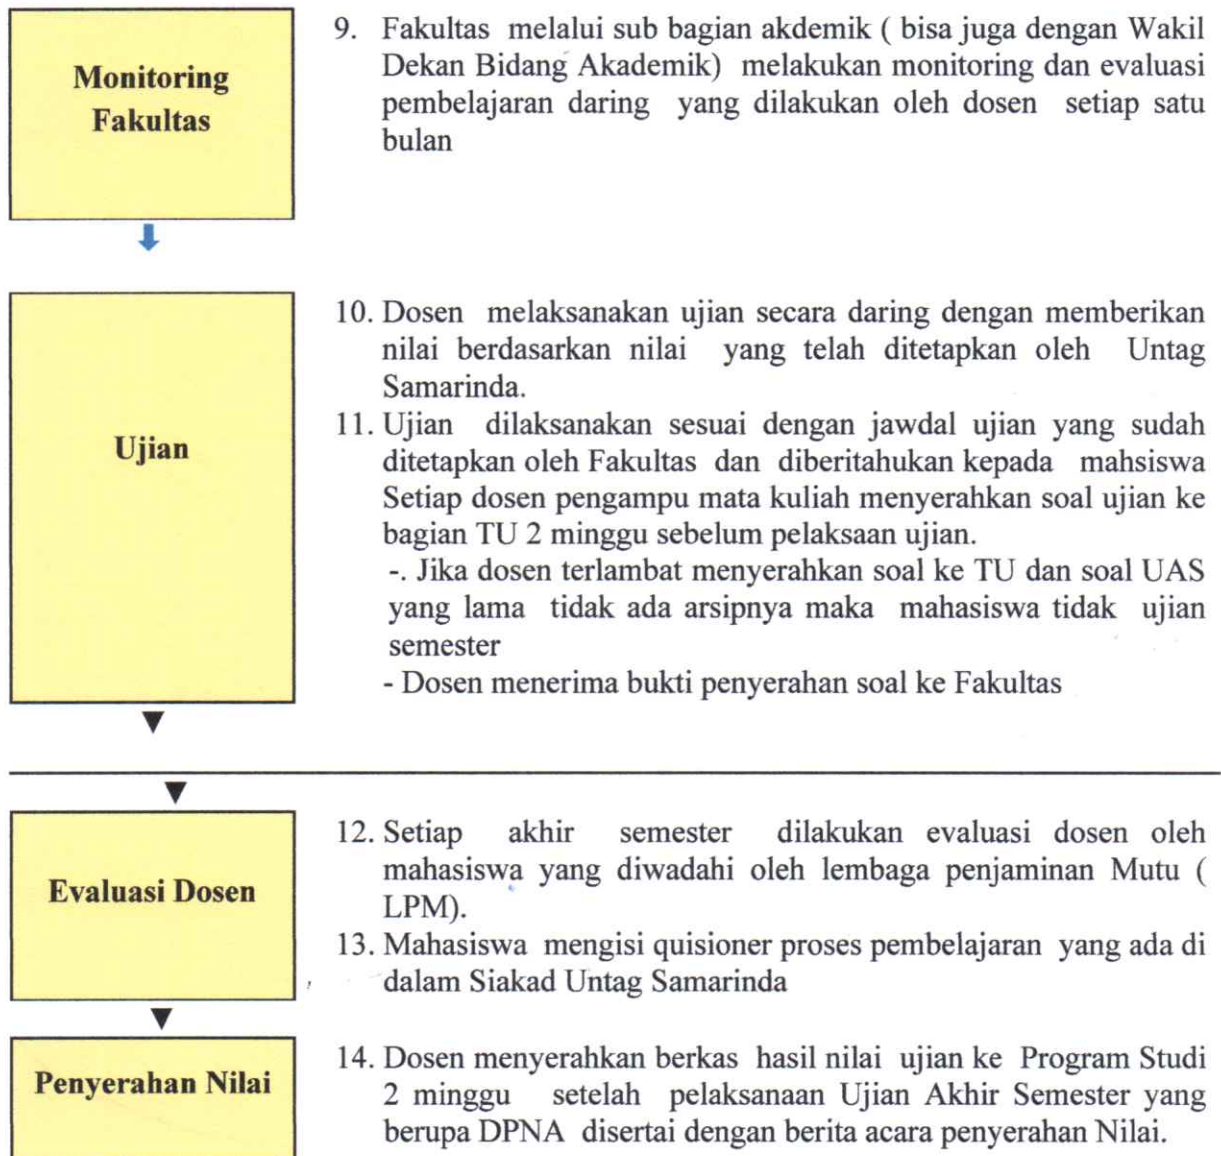 Monitoring
Fakultas
9. Fakultas melalui sub bagian akdemik ( bisa juga dengan Wakil
Dekan Bidang Akademik) melakukan monitoring dan evaluasi
pembelajaran daring yang dilakukan oleh dosen setiap satu
bulan
Ujian
10. Dosen melaksanakan ujian secara daring dengan memberikan
nilai berdasarkan nilai yang telah ditetapkan oleh Untag
Samarinda.
11. Ujian dilaksanakan sesuai dengan jawdal ujian yang sudah
ditetapkan oleh Fakultas dan diberitahukan kepada mahsiswa
Setiap dosen pengampu mata kuliah menyerahkan soal ujian ke
bagian TU 2 minggu sebelum pelaksaan ujian.
-. Jika dosen terlambat menyerahkan soal ke TU dan soal UAS
yang lama tidak ada arsipnya maka mahasiswa tidak ujian
semester
- Dosen menerima bukti penyerahan soal ke Fakultas
Evaluasi Dosen
12. Setiap akhir semester dilakukan evaluasi dosen oleh
mahasiswa yang diwadahi oleh lembaga penjaminan Mutu (
LPM).
13. Mahasiswa mengisi quisioner proses pembelajaran yang ada di
dalam Siakad Untag Samarinda
Penyerahan Nilai
14. Dosen menyerahkan berkas hasil nilai ujian ke Program Studi
2 minggu setelah pelaksanaan Ujian Akhir Semester yang
berupa DPNA disertai dengan berita acara penyerahan Nilai.